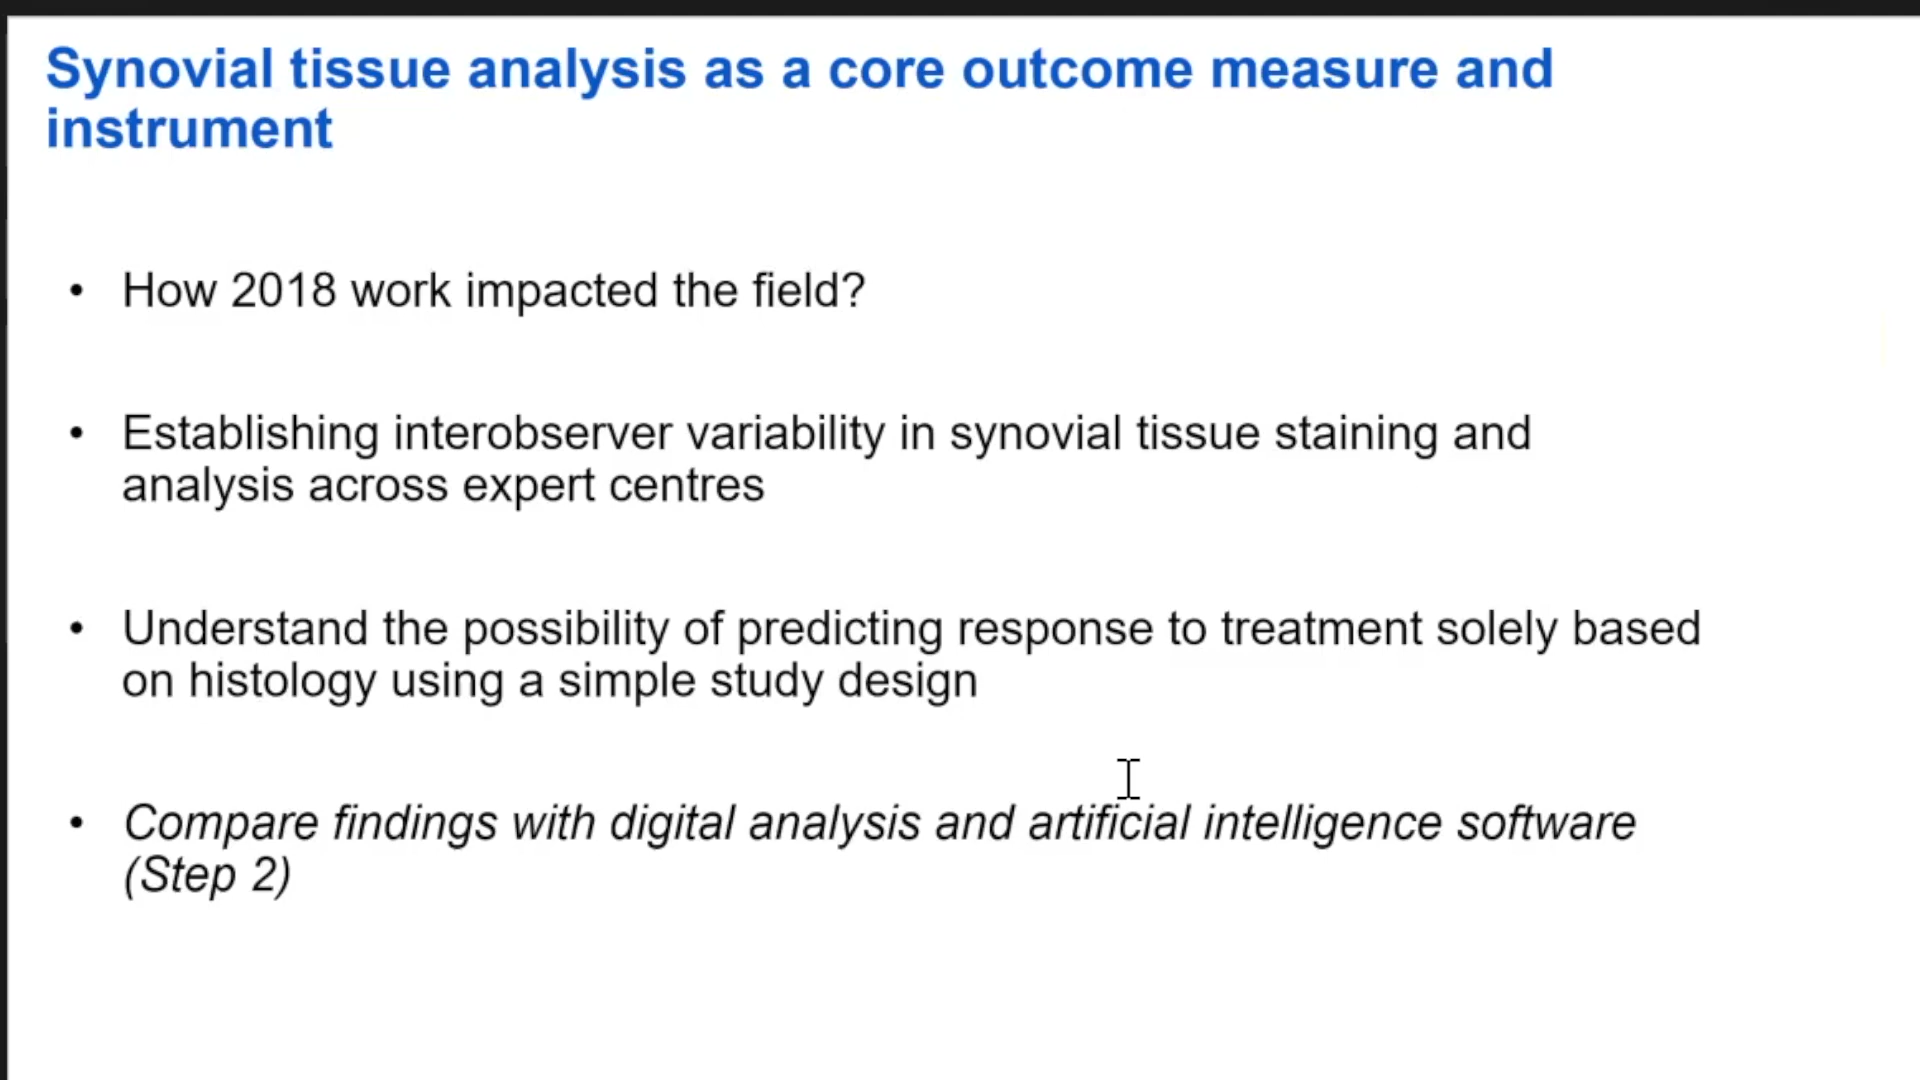 Synovial tissue analysis as a core outcome measure and
instrument
• How 2018 work impacted the field?
• Establishing interobserver variability in synovial tissue staining and
analysis across expert centres
• Understand the possibility of predicting response to treatment solely based
on histology using a simple study design
• Compare findings with digital analysis and artificial intelligence software
(Step 2)